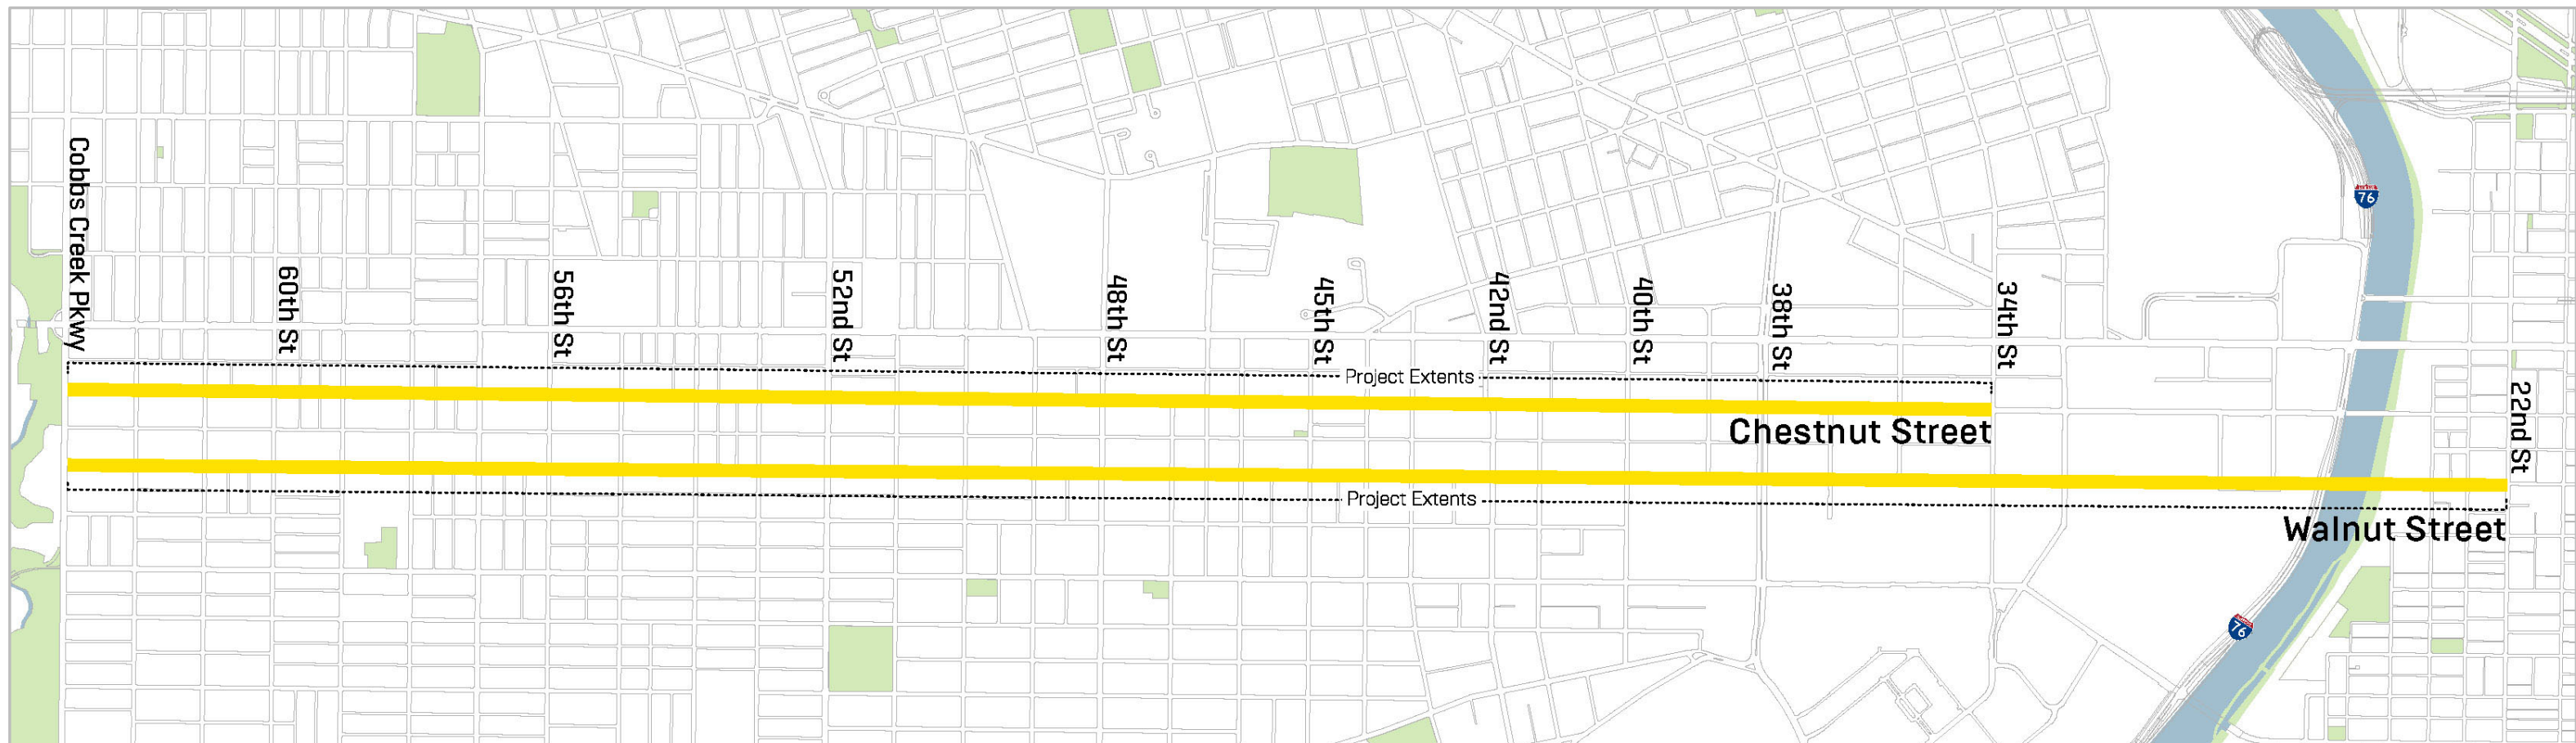 Cobbs Creek Pkwy
60th St
56th St
52nd St
48th St
45th St
42nd St
40th St
38th St
34th St
22nd St
76
Project Extents
Chestnut Street
Project Extents
Walnut Street
76